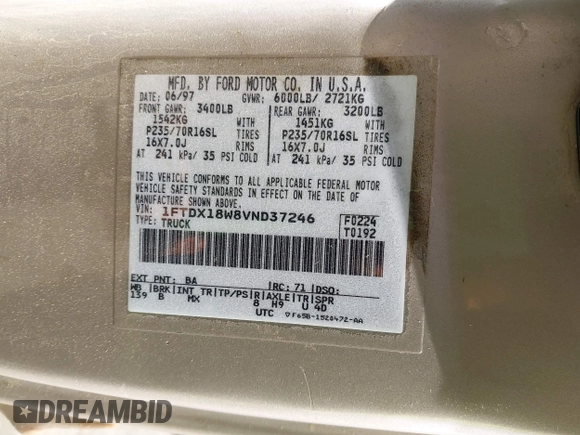 MFD. BY FORD MOTOR CO. IN U.S.A.
DATE: 06/97 GVWR: 6000LB/ 2721KG
FRONT GAWR: 3400LB REAR GAWR: 3200LB
1542KG WITH 1451KG WITH
P235/70R16SL TIRES P235/70R16SL TIRES
16X7.0J RIMS 16X7.0J RIMS
AT 241 kPa/ 35 PSI COLD AT 241 kPa/ 35 PSI COLD
THIS VEHICLE CONFORMS TO ALL APPLICABLE FEDERAL MOTOR
VEHICLE SAFETY STANDARDS IN EFFECT ON THE DATE OF
MANUFACTURE SHOWN ABOVE.
VIN: 1FTDX18W8VND37246 F0224
TYPE: TRUCK T0192
EXT PNT: BA RC: 71 DSO:
WB BRK INT TR TP/PS R AXLE TR SPR
139 B MX 8 H9 U 4D
UTC ▽F65B-1520472-AA
DREAMBID